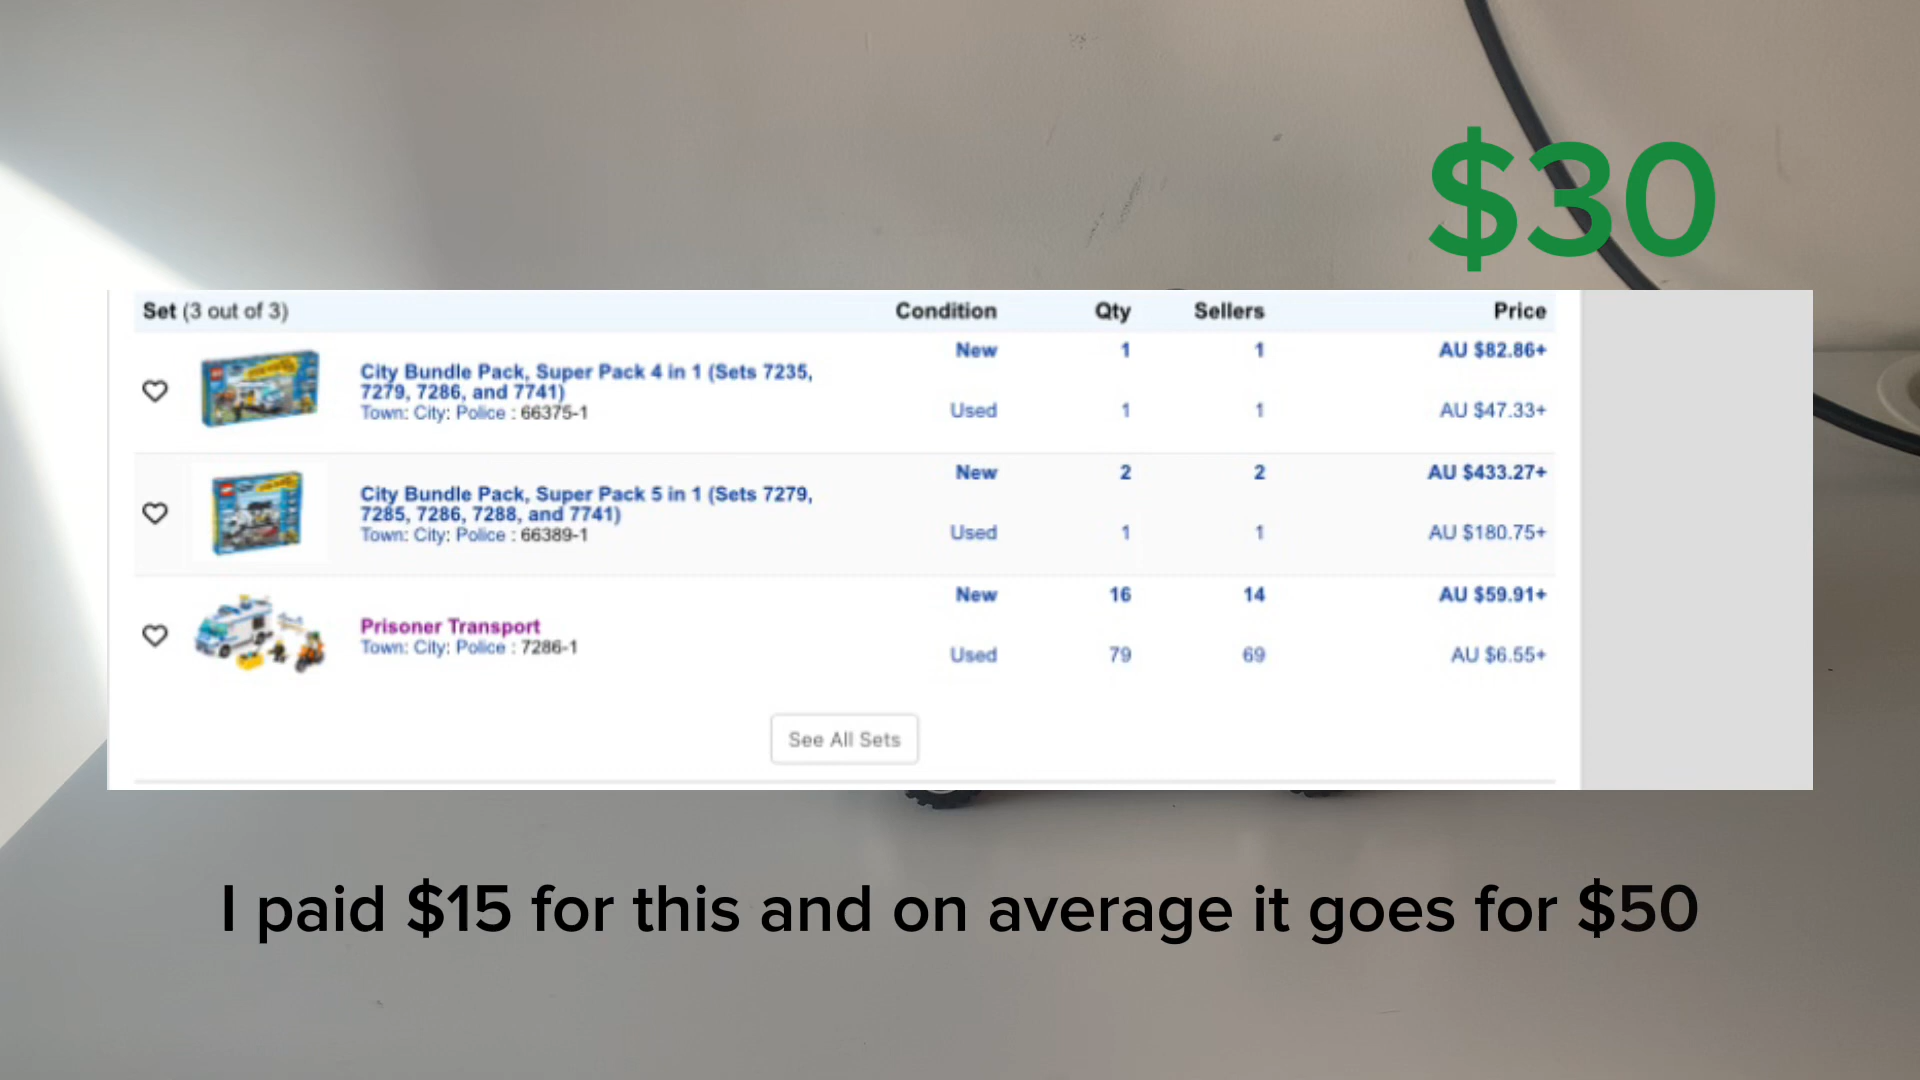 $30
Set (3 out of 3) Condition Qty Sellers Price
New 1 1 AU $82.86+
City Bundle Pack, Super Pack 4 in 1 (Sets 7235,
7279, 7286, and 7741)
Town: City: Police : 66375-1
Used 1 1 AU $47.33+
New 2 2 AU $433.27+
City Bundle Pack, Super Pack 5 in 1 (Sets 7279,
7285, 7286, 7288, and 7741)
Town: City: Police : 66389-1
Used 1 1 AU $180.75+
New 16 14 AU $59.91+
Prisoner Transport
Town: City: Police : 7286-1
Used 79 69 AU $6.55+
See All Sets
I paid $15 for this and on average it goes for $50